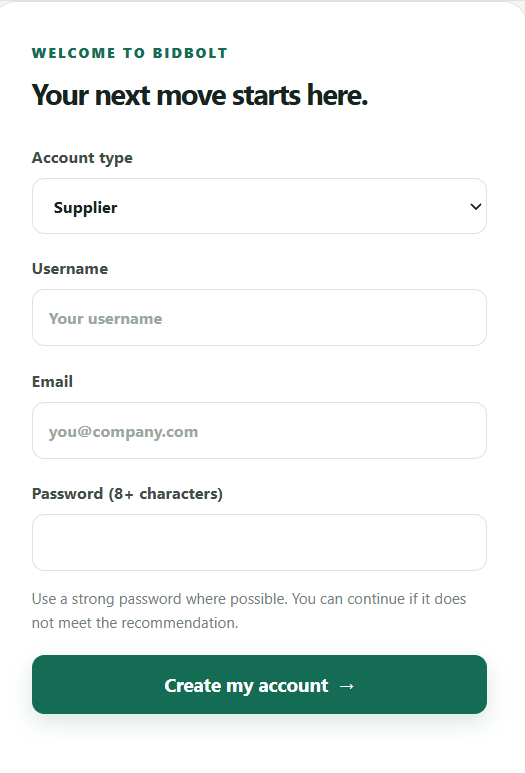 WELCOME TO BIDBOLT
Your next move starts here.
Account type
Supplier
Username
Your username
Email
you@company.com
Password (8+ characters)
Use a strong password where possible. You can continue if it does
not meet the recommendation.
Create my account →